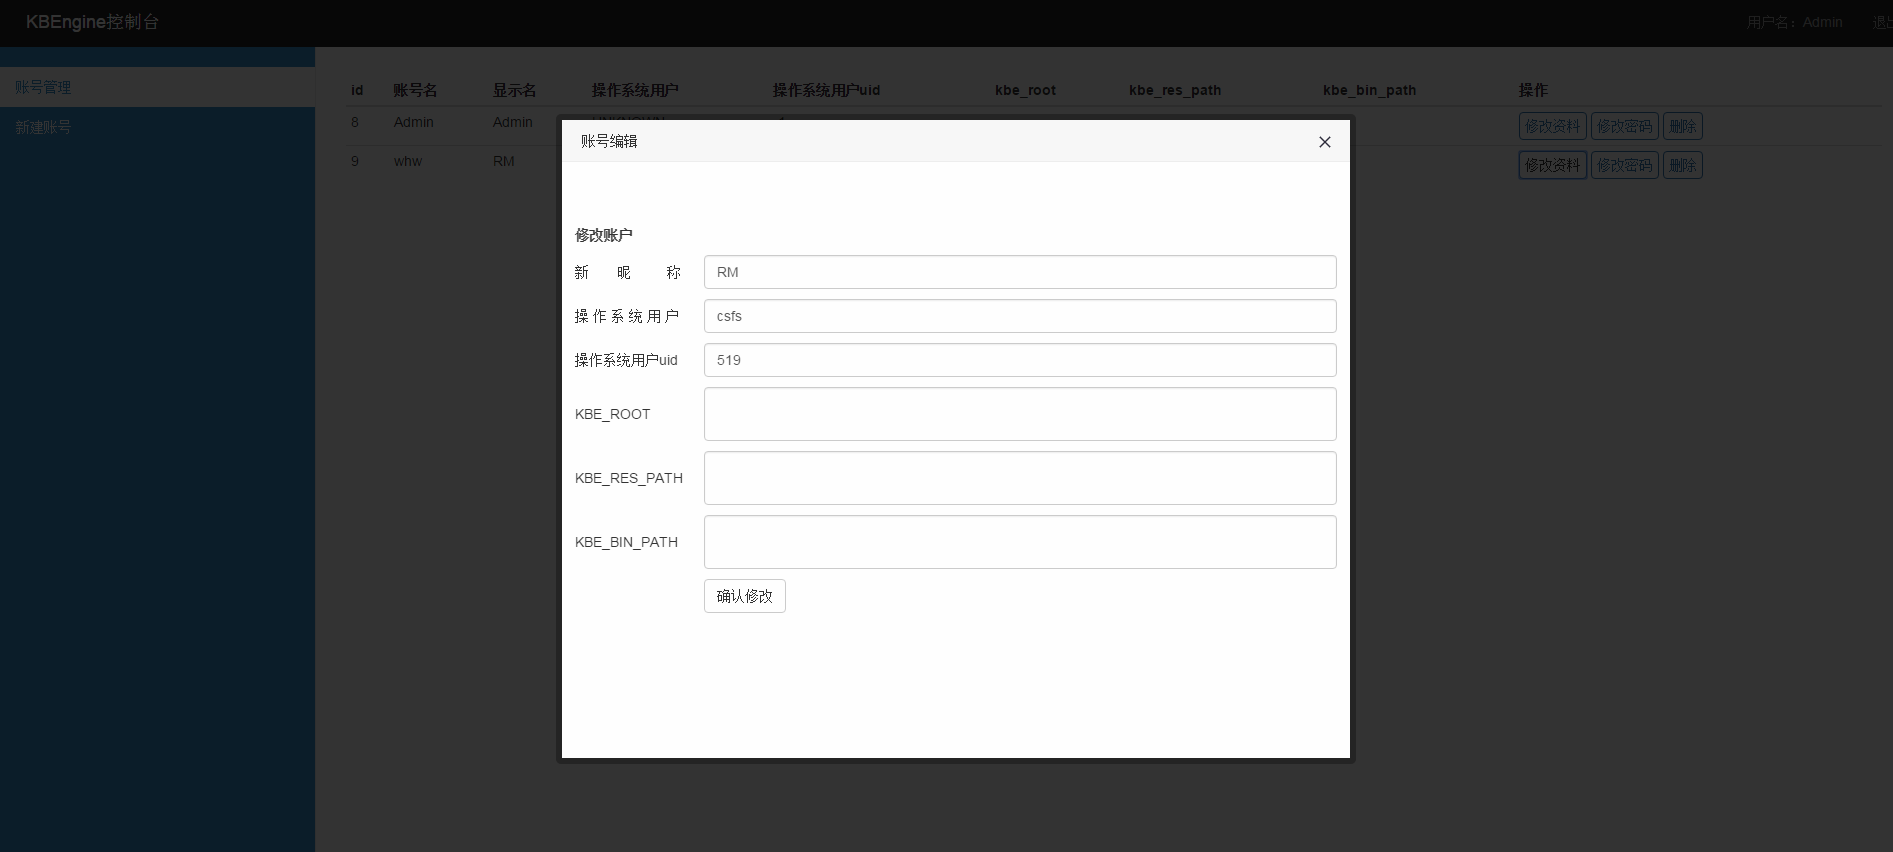 KBEngine控制台
用户名：Admin
账号管理
新建账号
id 账号名 显示名 操作系统用户 操作系统用户uid kbe_root kbe_res_path kbe_bin_path 操作
8 Admin Admin UNKNOWN 修改资料 修改密码 删除
9 whw RM 修改资料 修改密码 删除
账号编辑
修改账户
新 昵 称 RM
操作系统用户 csfs
操作系统用户uid 519
KBE_ROOT
KBE_RES_PATH
KBE_BIN_PATH
确认修改